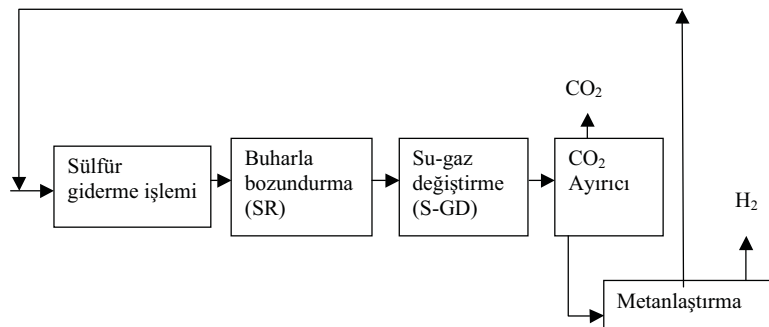 CO₂
H₂
Sülfür
giderme işlemi
Buharla
bozundurma
(SR)
Su-gaz
değiştirme
(S-GD)
CO₂
Ayırıcı
Metanlaştırma